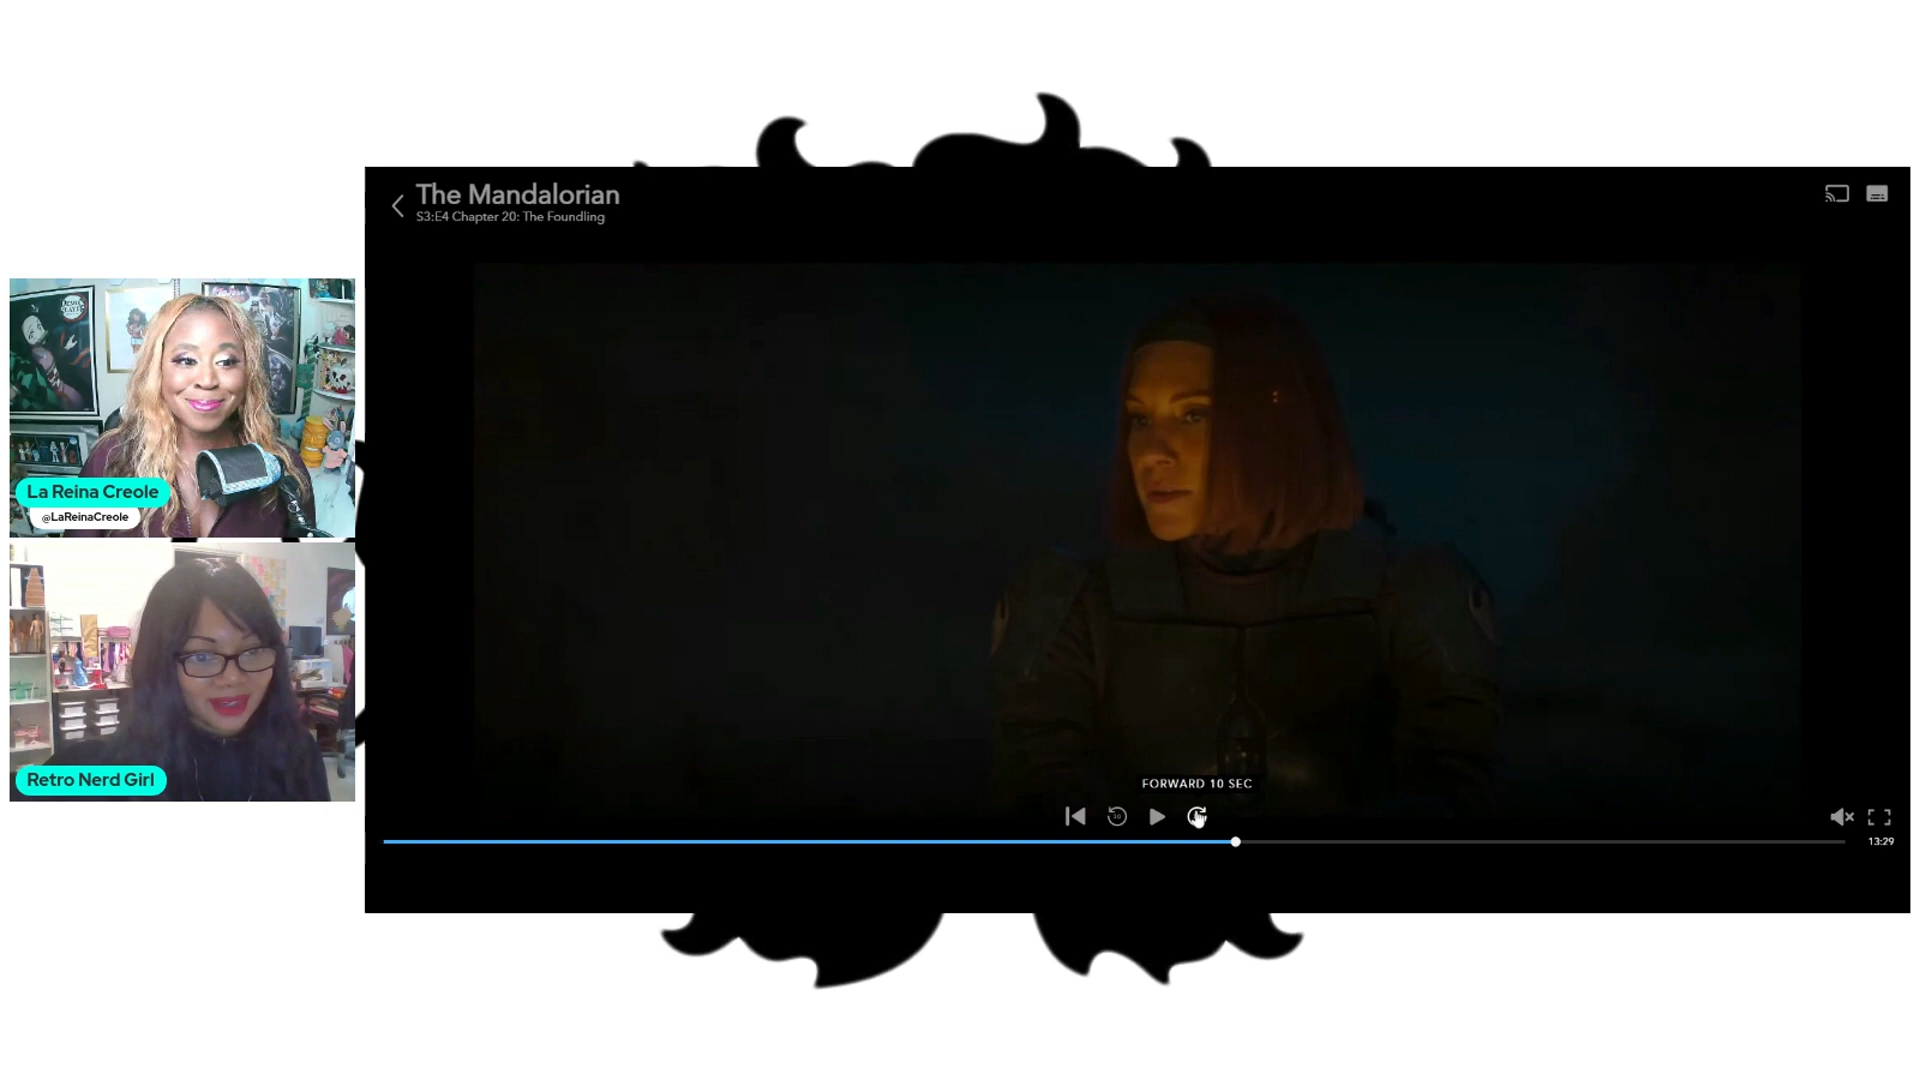 The Mandalorian
S3:E4 Chapter 20: The Foundling
La Reina Creole
@LaReinaCreole
Retro Nerd Girl
FORWARD 10 SEC
10
13:29